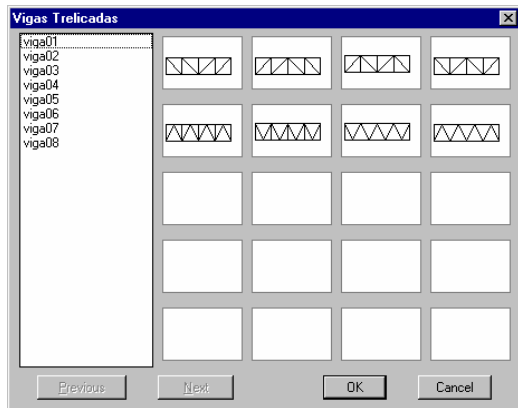 Vigas Trelicadas
viga01
viga02
viga03
viga04
viga05
viga06
viga07
viga08
Previous
Next
OK
Cancel